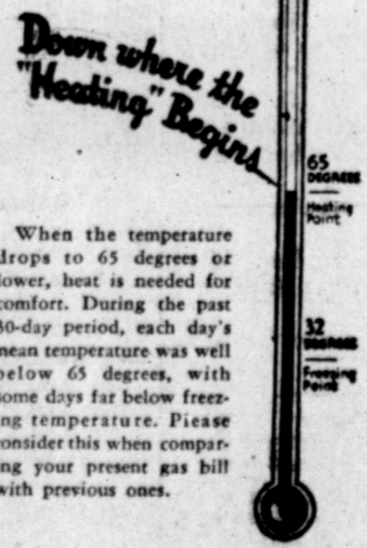 Down where the
"Heating" Begins
65
DEGREES
Heating
Point
When the temperature
drops to 65 degrees or
lower, heat is needed for
comfort. During the past
30-day period, each day's
mean temperature was well
below 65 degrees, with
some days far below freez-
ing temperature. Please
consider this when compar-
ing your present gas bill
with previous ones.
32
DEGREES
Freezing
Point